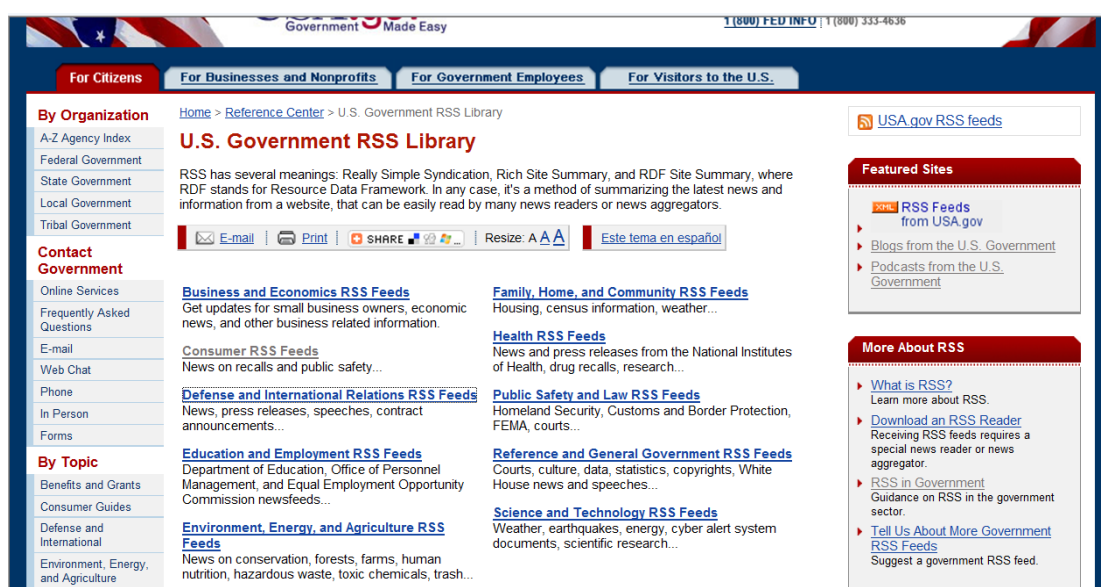 Government Made Easy
1 (800) FED INFO | 1 (800) 333-4636
For Citizens
For Businesses and Nonprofits
For Government Employees
For Visitors to the U.S.
By Organization
A-Z Agency Index
Federal Government
State Government
Local Government
Tribal Government
Contact
Government
Online Services
Frequently Asked
Questions
E-mail
Web Chat
Phone
In Person
Forms
By Topic
Benefits and Grants
Consumer Guides
Defense and
International
Environment, Energy,
and Agriculture
Home > Reference Center > U.S. Government RSS Library
U.S. Government RSS Library
RSS has several meanings: Really Simple Syndication, Rich Site Summary, and RDF Site Summary, where
RDF stands for Resource Data Framework. In any case, it's a method of summarizing the latest news and
information from a website, that can be easily read by many news readers or news aggregators.
E-mail | Print | SHARE ... | Resize: A A A
Este tema en español
Business and Economics RSS Feeds
Get updates for small business owners, economic
news, and other business related information.
Consumer RSS Feeds
News on recalls and public safety...
Defense and International Relations RSS Feeds
News, press releases, speeches, contract
announcements...
Education and Employment RSS Feeds
Department of Education, Office of Personnel
Management, and Equal Employment Opportunity
Commission newsfeeds...
Environment, Energy, and Agriculture RSS
Feeds
News on conservation, forests, farms, human
nutrition, hazardous waste, toxic chemicals, trash...
Family, Home, and Community RSS Feeds
Housing, census information, weather...
Health RSS Feeds
News and press releases from the National Institutes
of Health, drug recalls, research...
Public Safety and Law RSS Feeds
Homeland Security, Customs and Border Protection,
FEMA, courts...
Reference and General Government RSS Feeds
Courts, culture, data, statistics, copyrights, White
House news and speeches...
Science and Technology RSS Feeds
Weather, earthquakes, energy, cyber alert system
documents, scientific research...
USA.gov RSS feeds
Featured Sites
XML RSS Feeds
from USA.gov
Blogs from the U.S. Government
Podcasts from the U.S.
Government
More About RSS
What is RSS?
Learn more about RSS.
Download an RSS Reader
Receiving RSS feeds requires a
special news reader or news
aggregator.
RSS in Government
Guidance on RSS in the government
sector.
Tell Us About More Government
RSS Feeds
Suggest a government RSS feed.